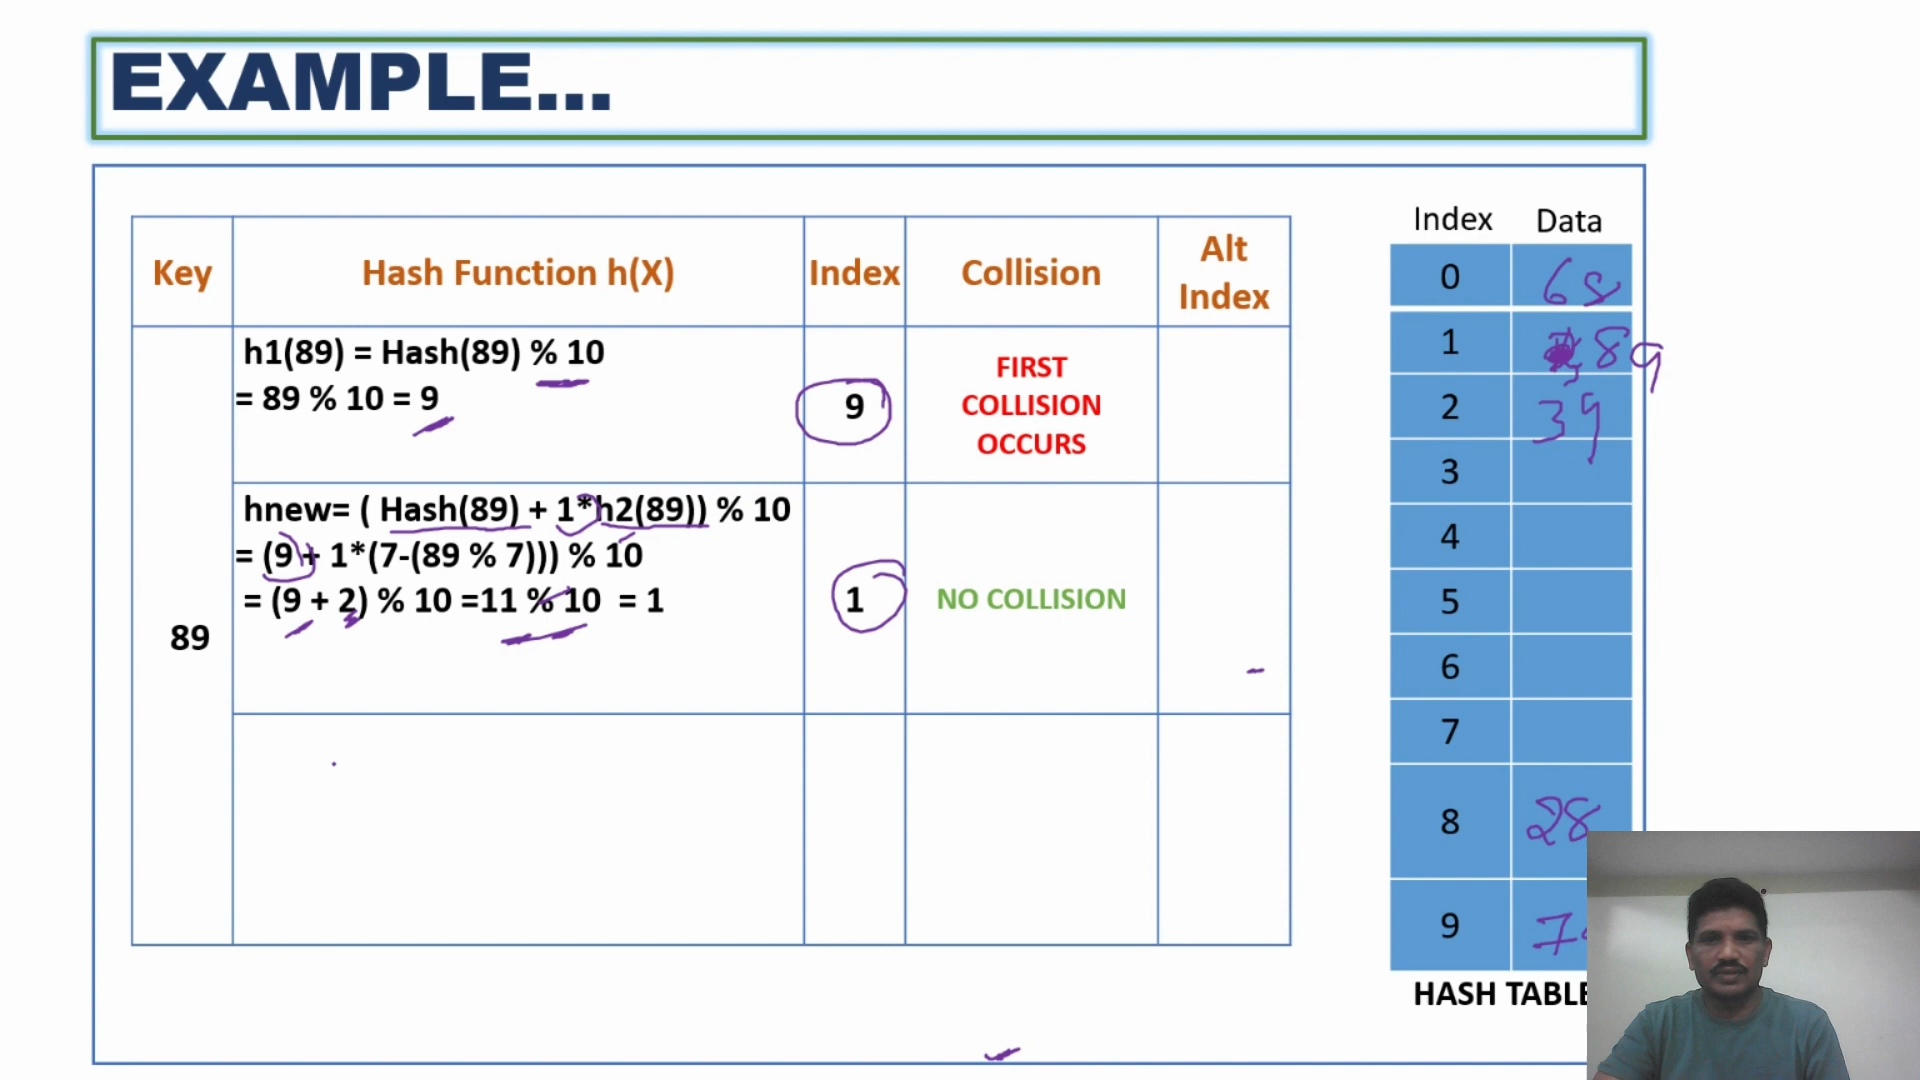 EXAMPLE...
Key
Hash Function h(X)
Index
Collision
Alt
Index
h1(89) = Hash(89) % 10
= 89 % 10 = 9
9
FIRST
COLLISION
OCCURS
89
hnew= ( Hash(89) + 1*h2(89)) % 10
= (9 + 1*(7-(89 % 7))) % 10
= (9 + 2) % 10 =11 % 10 = 1
1
NO COLLISION
Index Data
0 68
1 89
2 39
3
4
5
6
7
8 28
9
HASH TABLE